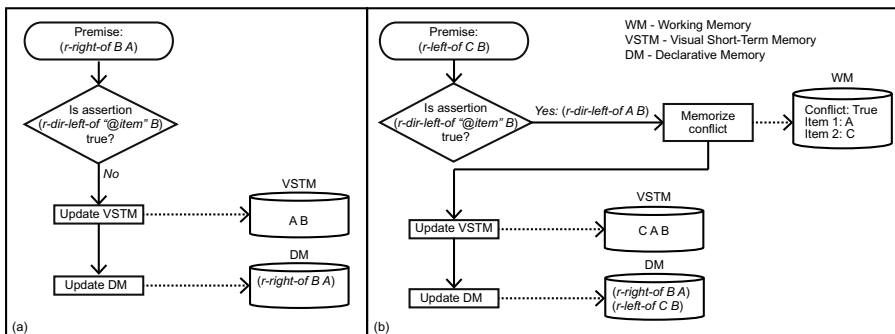 Premise:
(r-right-of B A)
Is assertion
(r-dir-left-of "@item" B)
true?
No
VSTM
Update VSTM
A B
DM
Update DM
(r-right-of B A)
(a)
Premise:
(r-left-of C B)
WM - Working Memory
VSTM - Visual Short-Term Memory
DM - Declarative Memory
WM
Is assertion
(r-dir-left-of "@item" B)
true?
Yes: (r-dir-left-of A B)
Memorize
conflict
Conflict: True
Item 1: A
Item 2: C
VSTM
Update VSTM
C A B
DM
Update DM
(r-right-of B A)
(r-left-of C B)
(b)